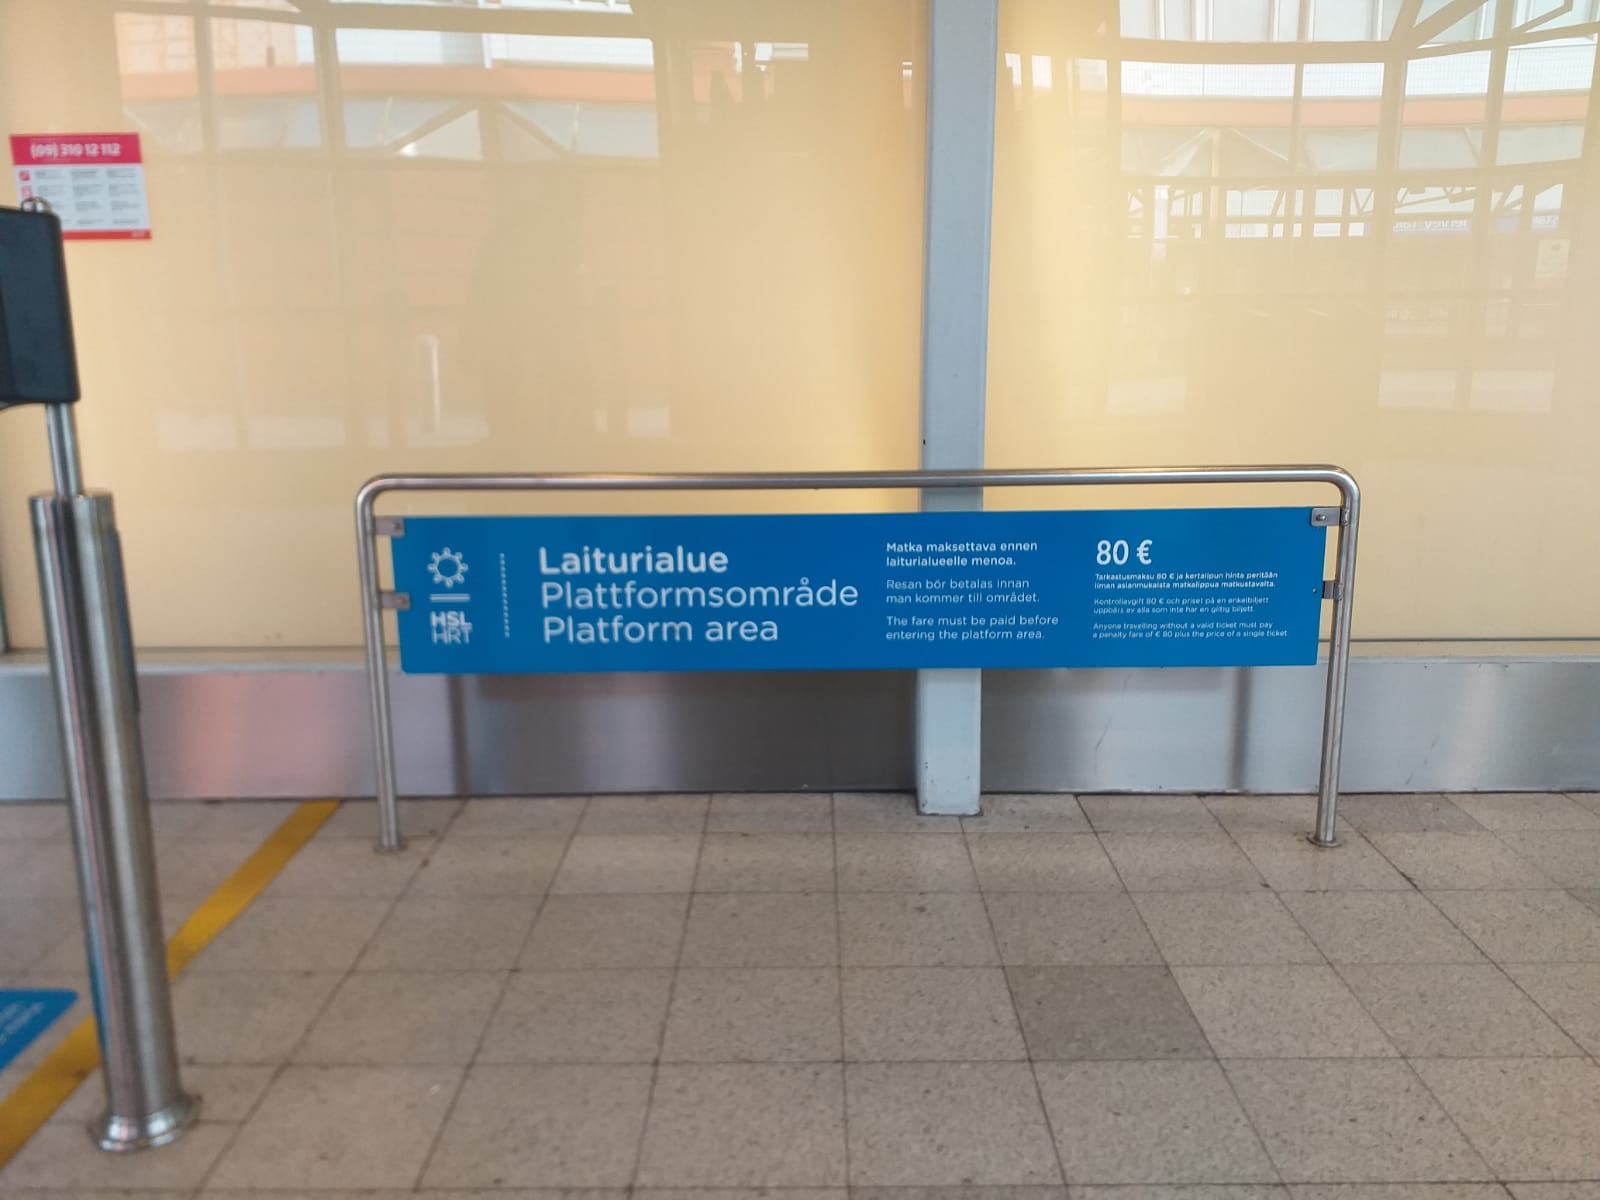 (09) 310 12 112
HSL
HRT
Laiturialue
Plattformsområde
Platform area
Matka maksettava ennen
laiturialueelle menoa.
Resan bör betalas innan
man kommer till området.
The fare must be paid before
entering the platform area.
80 €
Tarkastusmaksu 80 € ja kertalipun hinta peritään
ilman asianmukaista matkalippua matkustavalta.
Kontrollavgift 80 € och priset på en enkelbiljett
uppbärs av alla som inte har en giltig biljett.
Anyone travelling without a valid ticket must pay
a penalty fare of € 80 plus the price of a single ticket.